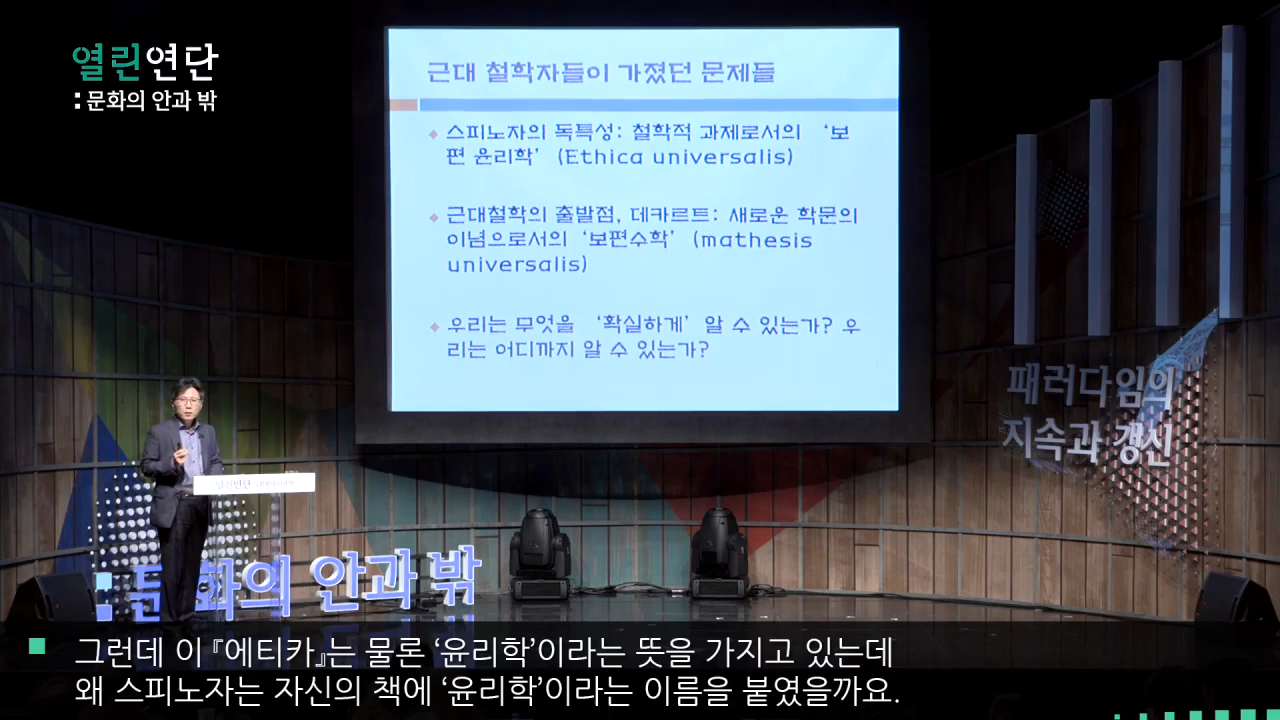 열린연단
: 문화의 안과 밖
근대 철학자들이 가졌던 문제들
스피노자의 독특성: 철학적 과제로서의 ‘보
편 윤리학’ (Ethica universalis)
근대철학의 출발점, 데카르트: 새로운 학문의
이념으로서의 ‘보편수학’ (mathesis
universalis)
우리는 무엇을 ‘확실하게’ 알 수 있는가? 우
리는 어디까지 알 수 있는가?
패러다임의
지속과 갱신
열린연단
: 문화의 안과 밖
그런데 이 『에티카』는 물론 ‘윤리학’이라는 뜻을 가지고 있는데
왜 스피노자는 자신의 책에 ‘윤리학’이라는 이름을 붙였을까요.